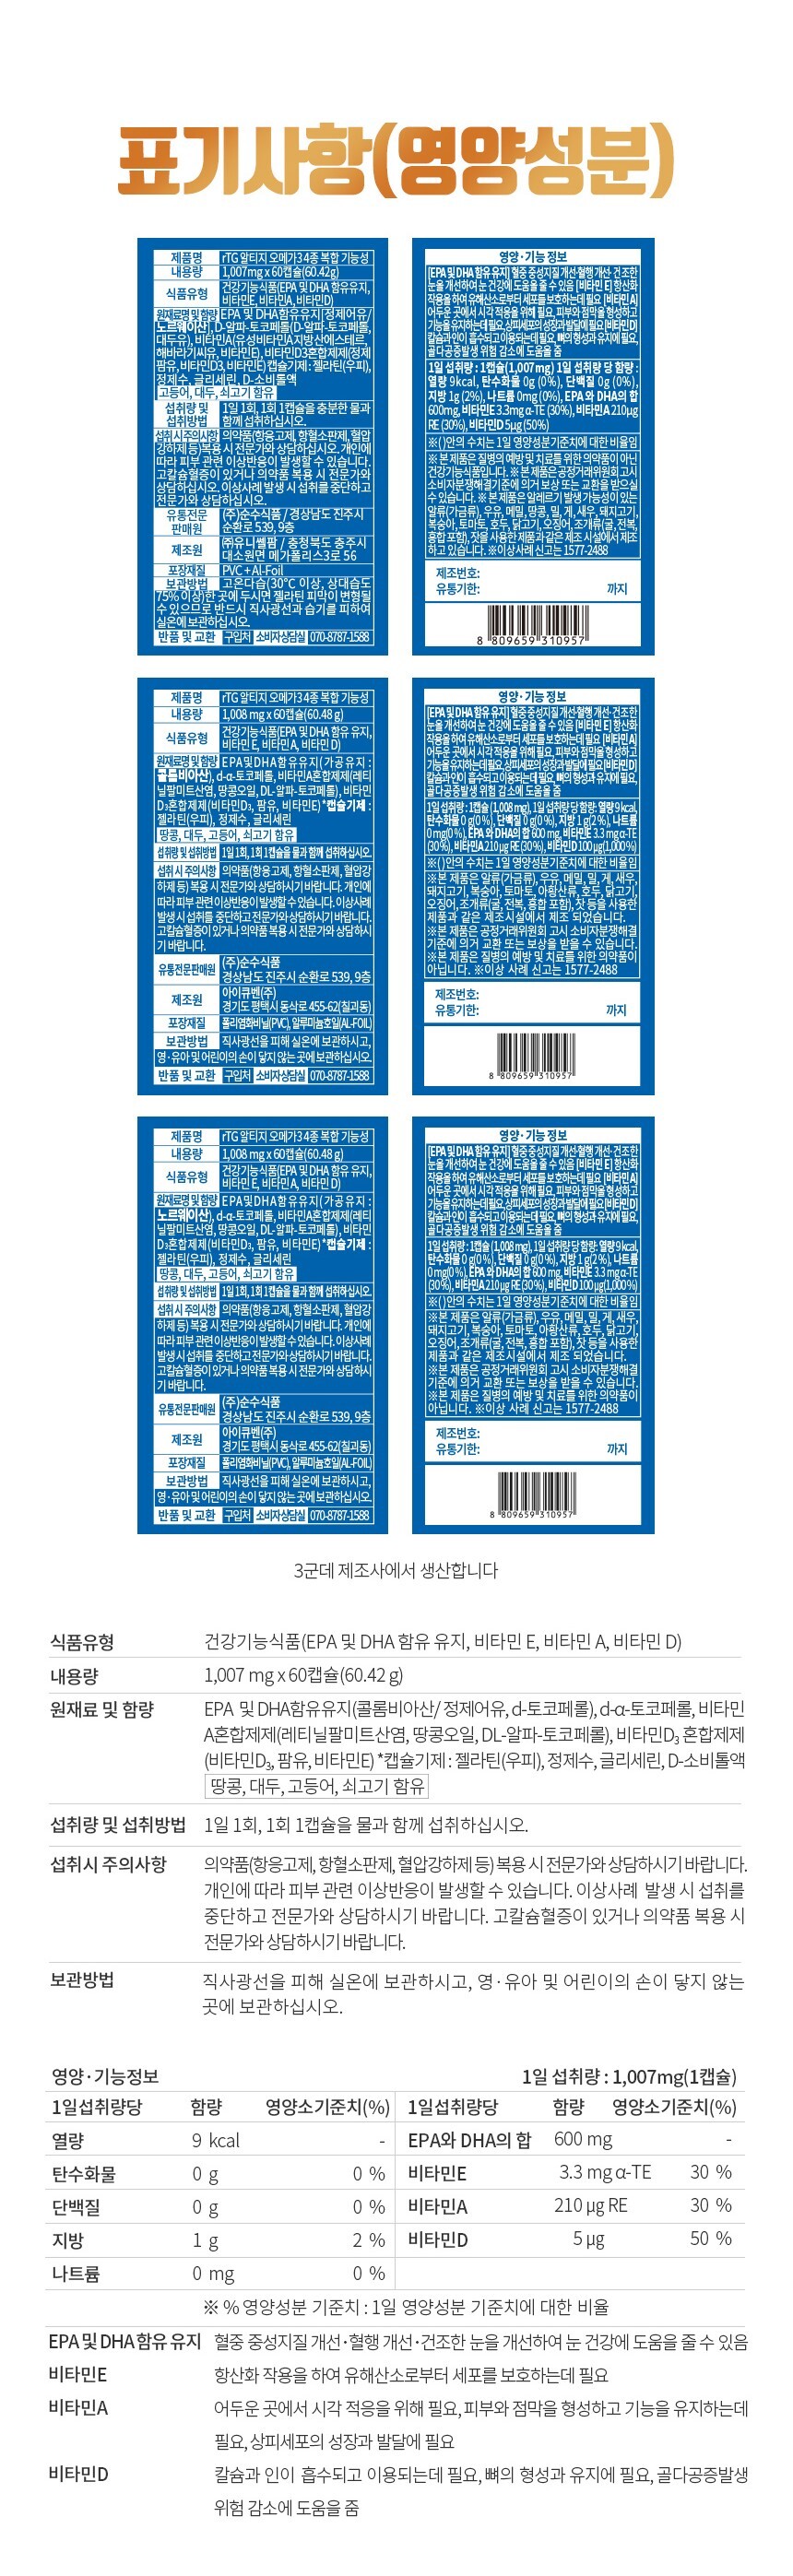 표기사항(영양성분)
제품명 rTG 알티지 오메가3 4종 복합 기능성
내용량 1,007mg x 60캡슐(60.42g)
식품유형 건강기능식품(EPA 및 DHA 함유유지,
비타민E, 비타민A, 비타민D)
원재료명 및 함량 EPA 및 DHA함유유지[정제어유/
노르웨이산), D-알파-토코페롤(D-알파-토코페롤,
대두유), 비타민A(유성비타민A지방산에스테르,
해바라기씨유, 비타민E), 비타민D3혼합제제(정제
팜유, 비타민D3, 비타민E) 캡슐기제 : 젤라틴(우피),
정제수, 글리세린, D-소비톨액
고등어, 대두, 쇠고기 함유
섭취량 및 섭취방법 1일 1회, 1회 1캡슐을 충분한 물과
함께 섭취하십시오.
섭취시주의사항 의약품(항응고제, 항혈소판제, 혈압
강하제 등)복용 시 전문가와 상담하십시오. 개인에
따라 피부 관련 이상반응이 발생할 수 있습니다.
고칼슘혈증이 있거나 의약품 복용 시 전문가와
상담하십시오. 이상사례 발생 시 섭취를 중단하고
전문가와 상담하십시오.
유통전문판매원 (주)순수식품 / 경상남도 진주시
순환로 539, 9층
제조원 ㈜유니쎌팜 / 충청북도 충주시
대소원면 메가폴리스3로 56
포장재질 PVC + Al-Foil
보관방법 고온다습(30℃ 이상, 상대습도
75% 이상)한 곳에 두시면 젤라틴 피막이 변형될
수 있으므로 반드시 직사광선과 습기를 피하여
실온에 보관하십시오.
반품 및 교환 구입처 소비자상담실 070-8787-1588
영양·기능 정보
[EPA 및 DHA 함유 유지] 혈중 중성지질 개선·혈행 개선·건조한
눈을 개선하여 눈 건강에 도움을 줄 수 있음 [비타민 E] 항산화
작용을 하여 유해산소로부터 세포를 보호하는데 필요 [비타민 A]
어두운 곳에서 시각 적응을 위해 필요, 피부와 점막을 형성하고
기능을 유지하는데 필요, 상피세포의 성장과 발달에 필요 [비타민 D]
칼슘과 인이 흡수되고 이용되는데 필요, 뼈의 형성과 유지에 필요,
골다공증발생 위험 감소에 도움을 줌
1일 섭취량 : 1캡슐(1,007mg) 1일 섭취량 당 함량 :
열량 9kcal, 탄수화물 0g (0%), 단백질 0g (0%),
지방 1g(2%), 나트륨 0mg (0%), EPA와 DHA의 합
600mg, 비타민E 3.3mg α-TE (30%), 비타민A 210μg
RE (30%), 비타민D 5μg (50%)
※( )안의 수치는 1일 영양성분기준치에 대한 비율임
※ 본 제품은 질병의 예방 및 치료를 위한 의약품이 아닌
건강기능식품입니다. ※ 본 제품은 공정거래위원회 고시
소비자분쟁해결기준에 의거 보상 또는 교환을 받으실
수 있습니다. ※ 본 제품은 알레르기 발생 가능성이 있는
알류(가금류), 우유, 메밀, 땅콩, 밀, 게, 새우, 돼지고기,
복숭아, 토마토, 호두, 닭고기, 오징어, 조개류(굴, 전복,
홍합 포함), 잣을 사용한 제품과 같은 제조 시설에서 제조
하고 있습니다. ※이상사례 신고는 1577-2488
제조번호:
유통기한: 까지
8 809659 310957
제품명 rTG 알티지 오메가3 4종 복합 기능성
내용량 1,008 mg x 60캡슐(60.48 g)
식품유형 건강기능식품(EPA 및 DHA 함유 유지,
비타민 E, 비타민 A, 비타민 D)
원재료명 및 함량 EPA및DHA함유유지(가공유지 :
콜롬비아산), d-α-토코페롤, 비타민A혼합제제(레티
닐팔미트산염, 땅콩오일, DL-알파-토코페롤), 비타민
D₃혼합제제(비타민D₃, 팜유, 비타민E) *캡슐기제 :
젤라틴(우피), 정제수, 글리세린
땅콩, 대두, 고등어, 쇠고기 함유
섭취량 및 섭취방법 1일 1회, 1회 1캡슐을 물과 함께 섭취하십시오.
섭취 시 주의사항 의약품(항응고제, 항혈소판제, 혈압강
하제 등) 복용 시 전문가와 상담하시기 바랍니다. 개인에
따라 피부 관련 이상반응이 발생할 수 있습니다. 이상사례
발생 시 섭취를 중단하고 전문가와 상담하시기 바랍니다.
고칼슘혈증이 있거나 의약품 복용 시 전문가와 상담하시
기 바랍니다.
유통전문판매원 (주)순수식품
경상남도 진주시 순환로 539, 9층
제조원 아이큐벤(주)
경기도 평택시 동삭로 455-62(칠괴동)
포장재질 폴리염화비닐(PVC), 알루미늄호일(AL-FOIL)
보관방법 직사광선을 피해 실온에 보관하시고,
영·유아 및 어린이의 손이 닿지 않는 곳에 보관하십시오.
반품 및 교환 구입처 소비자상담실 070-8787-1588
영양·기능 정보
[EPA 및 DHA 함유 유지] 혈중 중성지질 개선·혈행 개선·건조한
눈을 개선하여 눈 건강에 도움을 줄 수 있음 [비타민 E] 항산화
작용을 하여 유해산소로부터 세포를 보호하는데 필요 [비타민 A]
어두운 곳에서 시각 적응을 위해 필요, 피부와 점막을 형성하고
기능을 유지하는데 필요, 상피세포의 성장과 발달에 필요 [비타민 D]
칼슘과 인이 흡수되고 이용되는데 필요, 뼈의 형성과 유지에 필요,
골다공증발생 위험 감소에 도움을 줌
1일 섭취량 : 1캡슐 (1,008 mg), 1일 섭취량 당 함량: 열량 9 kcal,
탄수화물 0 g(0%), 단백질 0 g(0%), 지방 1 g(2%), 나트륨
0 mg(0%), EPA 와 DHA의 합 600 mg, 비타민E 3.3 mg α-TE
(30%), 비타민A 210 μg RE (30%), 비타민D 100 μg(1,000%)
※( )안의 수치는 1일 영양성분기준치에 대한 비율임
※본 제품은 알류(가금류), 우유, 메밀, 밀, 게, 새우,
돼지고기, 복숭아, 토마토, 아황산류, 호두, 닭고기,
오징어, 조개류(굴, 전복, 홍합 포함), 잣 등을 사용한
제품과 같은 제조시설에서 제조 되었습니다.
※본 제품은 공정거래위원회 고시 소비자분쟁해결
기준에 의거 교환 또는 보상을 받을 수 있습니다.
※본 제품은 질병의 예방 및 치료를 위한 의약품이
아닙니다. ※이상 사례 신고는 1577-2488
제조번호:
유통기한: 까지
8 809659 310957
제품명 rTG 알티지 오메가3 4종 복합 기능성
내용량 1,008 mg x 60캡슐(60.48 g)
식품유형 건강기능식품(EPA 및 DHA 함유 유지,
비타민 E, 비타민 A, 비타민 D)
원재료명 및 함량 EPA및DHA함유유지(가공유지 :
노르웨이산), d-α-토코페롤, 비타민A혼합제제(레티
닐팔미트산염, 땅콩오일, DL-알파-토코페롤), 비타민
D₃혼합제제(비타민D₃, 팜유, 비타민E) *캡슐기제 :
젤라틴(우피), 정제수, 글리세린
땅콩, 대두, 고등어, 쇠고기 함유
섭취량 및 섭취방법 1일 1회, 1회 1캡슐을 물과 함께 섭취하십시오.
섭취 시 주의사항 의약품(항응고제, 항혈소판제, 혈압강
하제 등) 복용 시 전문가와 상담하시기 바랍니다. 개인에
따라 피부 관련 이상반응이 발생할 수 있습니다. 이상사례
발생 시 섭취를 중단하고 전문가와 상담하시기 바랍니다.
고칼슘혈증이 있거나 의약품 복용 시 전문가와 상담하시
기 바랍니다.
유통전문판매원 (주)순수식품
경상남도 진주시 순환로 539, 9층
제조원 아이큐벤(주)
경기도 평택시 동삭로 455-62(칠괴동)
포장재질 폴리염화비닐(PVC), 알루미늄호일(AL-FOIL)
보관방법 직사광선을 피해 실온에 보관하시고,
영·유아 및 어린이의 손이 닿지 않는 곳에 보관하십시오.
반품 및 교환 구입처 소비자상담실 070-8787-1588
영양·기능 정보
[EPA 및 DHA 함유 유지] 혈중 중성지질 개선·혈행 개선·건조한
눈을 개선하여 눈 건강에 도움을 줄 수 있음 [비타민 E] 항산화
작용을 하여 유해산소로부터 세포를 보호하는데 필요 [비타민 A]
어두운 곳에서 시각 적응을 위해 필요, 피부와 점막을 형성하고
기능을 유지하는데 필요, 상피세포의 성장과 발달에 필요 [비타민 D]
칼슘과 인이 흡수되고 이용되는데 필요, 뼈의 형성과 유지에 필요,
골다공증발생 위험 감소에 도움을 줌
1일 섭취량 : 1캡슐 (1,008 mg), 1일 섭취량 당 함량: 열량 9 kcal,
탄수화물 0 g(0%), 단백질 0 g(0%), 지방 1 g(2%), 나트륨
0 mg(0%), EPA 와 DHA의 합 600 mg, 비타민E 3.3 mg α-TE
(30%), 비타민A 210 μg RE (30%), 비타민D 100 μg(1,000%)
※( )안의 수치는 1일 영양성분기준치에 대한 비율임
※본 제품은 알류(가금류), 우유, 메밀, 밀, 게, 새우,
돼지고기, 복숭아, 토마토, 아황산류, 호두, 닭고기,
오징어, 조개류(굴, 전복, 홍합 포함), 잣 등을 사용한
제품과 같은 제조시설에서 제조 되었습니다.
※본 제품은 공정거래위원회 고시 소비자분쟁해결
기준에 의거 교환 또는 보상을 받을 수 있습니다.
※본 제품은 질병의 예방 및 치료를 위한 의약품이
아닙니다. ※이상 사례 신고는 1577-2488
제조번호:
유통기한: 까지
8 809659 310957
3군데 제조사에서 생산합니다
식품유형 건강기능식품(EPA 및 DHA 함유 유지, 비타민 E, 비타민 A, 비타민 D)
내용량 1,007 mg x 60캡슐(60.42 g)
원재료 및 함량 EPA 및 DHA함유유지(콜롬비아산/ 정제어유, d-토코페롤), d-α-토코페롤, 비타민
A혼합제제(레티닐팔미트산염, 땅콩오일, DL-알파-토코페롤), 비타민D₃ 혼합제제
(비타민D₃, 팜유, 비타민E) *캡슐기제 : 젤라틴(우피), 정제수, 글리세린, D-소비톨액
땅콩, 대두, 고등어, 쇠고기 함유
섭취량 및 섭취방법 1일 1회, 1회 1캡슐을 물과 함께 섭취하십시오.
섭취시 주의사항 의약품(항응고제, 항혈소판제, 혈압강하제 등) 복용 시 전문가와 상담하시기 바랍니다.
개인에 따라 피부 관련 이상반응이 발생할 수 있습니다. 이상사례 발생 시 섭취를
중단하고 전문가와 상담하시기 바랍니다. 고칼슘혈증이 있거나 의약품 복용 시
전문가와 상담하시기 바랍니다.
보관방법 직사광선을 피해 실온에 보관하시고, 영·유아 및 어린이의 손이 닿지 않는
곳에 보관하십시오.
영양·기능정보 1일 섭취량 : 1,007mg(1캡슐)
1일섭취량당 함량 영양소기준치(%) 1일섭취량당 함량 영양소기준치(%)
열량 9 kcal - EPA와 DHA의 합 600 mg -
탄수화물 0 g 0 % 비타민E 3.3 mg α-TE 30 %
단백질 0 g 0 % 비타민A 210 μg RE 30 %
지방 1 g 2 % 비타민D 5 μg 50 %
나트륨 0 mg 0 %
※ % 영양성분 기준치 : 1일 영양성분 기준치에 대한 비율
EPA 및 DHA 함유 유지 혈중 중성지질 개선·혈행 개선·건조한 눈을 개선하여 눈 건강에 도움을 줄 수 있음
비타민E 항산화 작용을 하여 유해산소로부터 세포를 보호하는데 필요
비타민A 어두운 곳에서 시각 적응을 위해 필요, 피부와 점막을 형성하고 기능을 유지하는데
필요, 상피세포의 성장과 발달에 필요
비타민D 칼슘과 인이 흡수되고 이용되는데 필요, 뼈의 형성과 유지에 필요, 골다공증발생
위험 감소에 도움을 줌